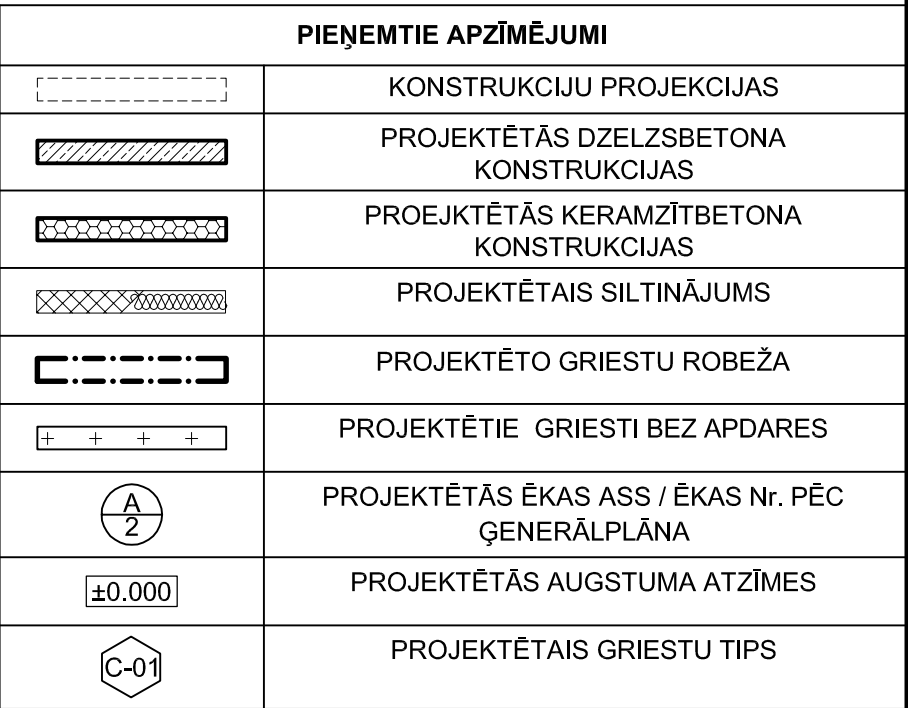 PIEŅEMTIE APZĪMĒJUMI
KONSTRUKCIJU PROJEKCIJAS
PROJEKTĒTĀS DZELZSBETONA
KONSTRUKCIJAS
PROEJKTĒTĀS KERAMZĪTBETONA
KONSTRUKCIJAS
PROJEKTĒTAIS SILTINĀJUMS
PROJEKTĒTO GRIESTU ROBEŽA
PROJEKTĒTIE GRIESTI BEZ APDARES
A
2
PROJEKTĒTĀS ĒKAS ASS / ĒKAS Nr. PĒC
ĢENERĀLPLĀNA
±0.000
PROJEKTĒTĀS AUGSTUMA ATZĪMES
C-01
PROJEKTĒTAIS GRIESTU TIPS